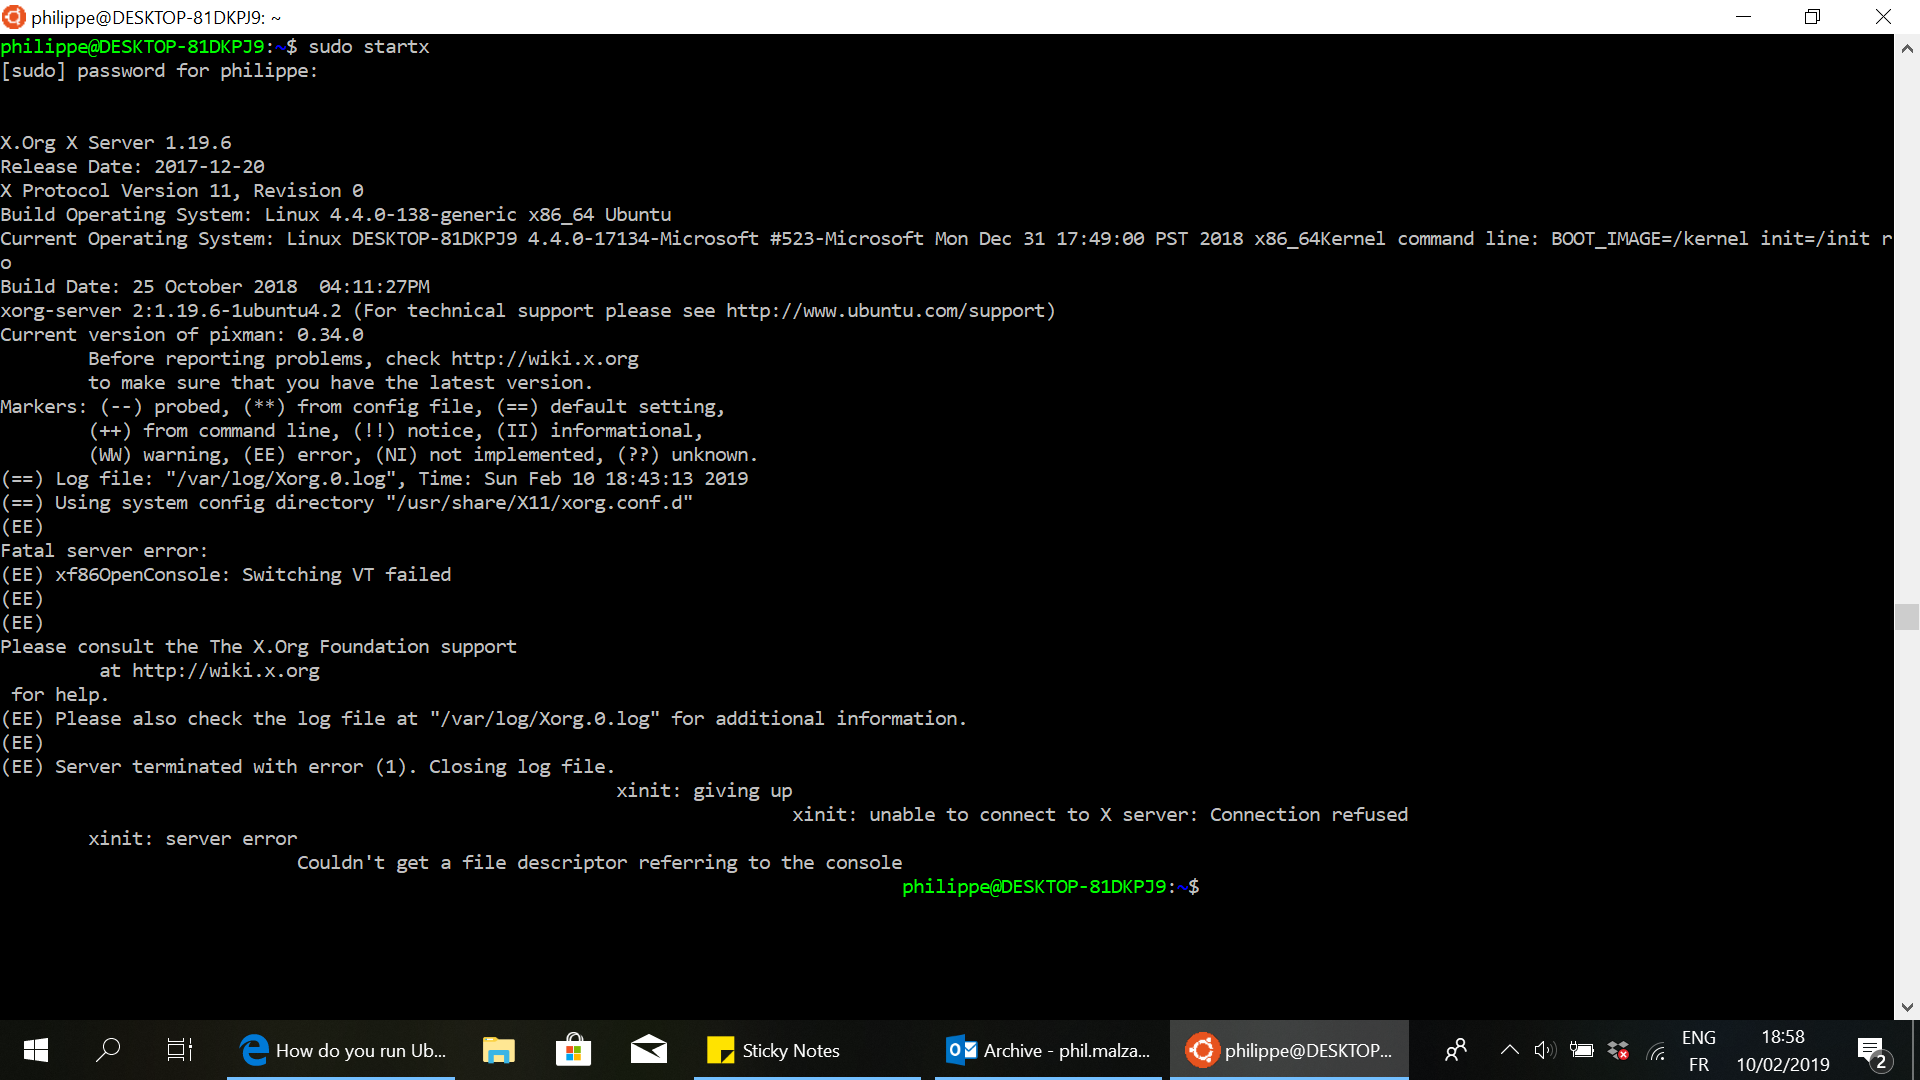 philippe@DESKTOP-81DKPJ9: ~
philippe@DESKTOP-81DKPJ9:~$ sudo startx
[sudo] password for philippe:
X.Org X Server 1.19.6
Release Date: 2017-12-20
X Protocol Version 11, Revision 0
Build Operating System: Linux 4.4.0-138-generic x86_64 Ubuntu
Current Operating System: Linux DESKTOP-81DKPJ9 4.4.0-17134-Microsoft #523-Microsoft Mon Dec 31 17:49:00 PST 2018 x86_64Kernel command line: BOOT_IMAGE=/kernel init=/init r
o
Build Date: 25 October 2018  04:11:27PM
xorg-server 2:1.19.6-1ubuntu4.2 (For technical support please see http://www.ubuntu.com/support)
Current version of pixman: 0.34.0
        Before reporting problems, check http://wiki.x.org
        to make sure that you have the latest version.
Markers: (--) probed, (**) from config file, (==) default setting,
        (++) from command line, (!!) notice, (II) informational,
        (WW) warning, (EE) error, (NI) not implemented, (??) unknown.
(==) Log file: "/var/log/Xorg.0.log", Time: Sun Feb 10 18:43:13 2019
(==) Using system config directory "/usr/share/X11/xorg.conf.d"
(EE)
Fatal server error:
(EE) xf86OpenConsole: Switching VT failed
(EE)
(EE)
Please consult the The X.Org Foundation support
         at http://wiki.x.org
 for help.
(EE) Please also check the log file at "/var/log/Xorg.0.log" for additional information.
(EE)
(EE) Server terminated with error (1). Closing log file.
xinit: giving up
xinit: unable to connect to X server: Connection refused
xinit: server error
Couldn't get a file descriptor referring to the console
philippe@DESKTOP-81DKPJ9:~$
How do you run Ub...
Sticky Notes
Archive - phil.malza...
philippe@DESKTOP...
ENG
FR
18:58
10/02/2019
2